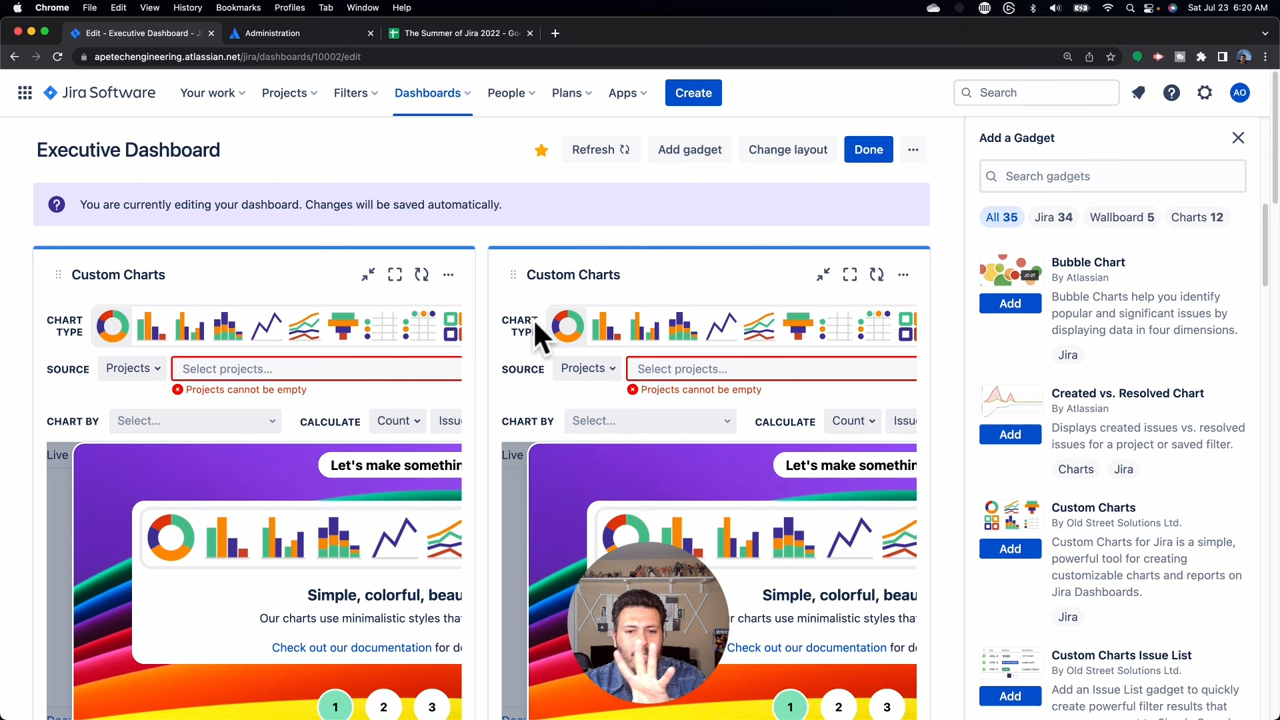 Chrome File Edit View History Bookmarks Profiles Tab Window Help Sat Jul 23 6:20 AM
Edit - Executive Dashboard - J Administration The Summer of Jira 2022 - Go
apetechengineering.atlassian.net/jira/dashboards/10002/edit
Jira Software Your work Projects Filters Dashboards People Plans Apps Create Search AO
Executive Dashboard Refresh Add gadget Change layout Done
You are currently editing your dashboard. Changes will be saved automatically.
Custom Charts
CHART
TYPE
SOURCE Projects Select projects...
Projects cannot be empty
CHART BY Select... CALCULATE Count Issu
Live
Let's make somethin
Simple, colorful, beau
Our charts use minimalistic styles tha
Check out our documentation for de
1 2 3
Custom Charts
CHART
TYPE
SOURCE Projects Select projects...
Projects cannot be empty
CHART BY Select... CALCULATE Count Issu
Live
Let's make somethin
Simple, colorful, beau
r charts use minimalistic styles tha
Check out our documentation for de
1 2 3
Add a Gadget
Search gadgets
All 35 Jira 34 Wallboard 5 Charts 12
Bubble Chart
By Atlassian
Add
Bubble Charts help you identify
popular and significant issues by
displaying data in four dimensions.
Jira
Created vs. Resolved Chart
By Atlassian
Add
Displays created issues vs. resolved
issues for a project or saved filter.
Charts Jira
Custom Charts
By Old Street Solutions Ltd.
Add
Custom Charts for Jira is a simple,
powerful tool for creating
customizable charts and reports on
Jira Dashboards.
Jira
Custom Charts Issue List
By Old Street Solutions Ltd.
Add
Add an Issue List gadget to quickly
create powerful filter results that